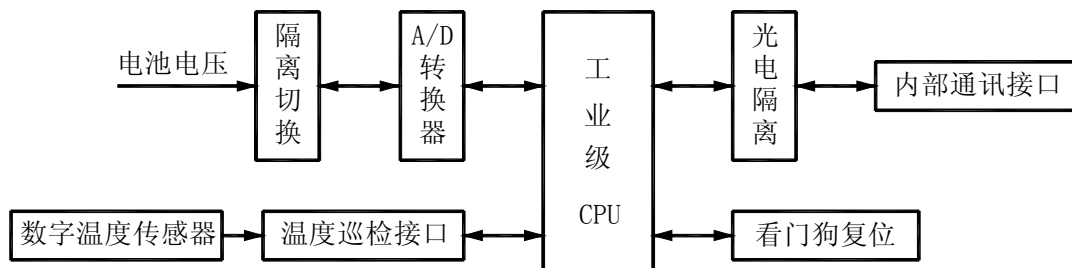 电池电压
隔离切换
A/D转换器
工业级CPU
光电隔离
内部通讯接口
数字温度传感器
温度巡检接口
看门狗复位